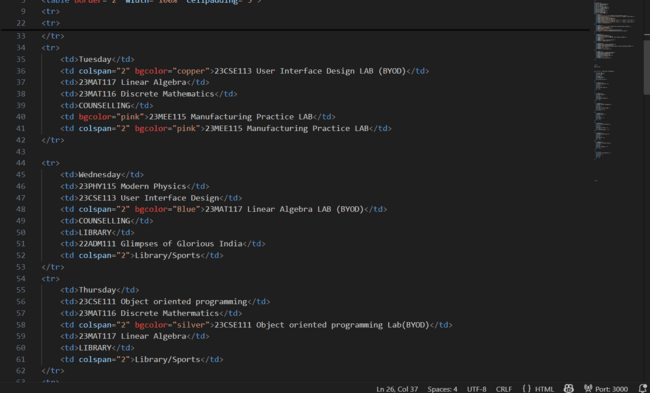 <table border="2" width="100%" cellpadding="5">
9 <tr>
22 <tr>
33 </tr>
34 <tr>
35 <td>Tuesday</td>
36 <td colspan="2" bgcolor="copper">23CSE113 User Interface Design LAB (BYOD)</td>
37 <td>23MAT117 Linear Algebra</td>
38 <td>23MAT116 Discrete Mathematics</td>
39 <td>COUNSELLING</td>
40 <td bgcolor="pink">23MEE115 Manufacturing Practice LAB</td>
41 <td colspan="2" bgcolor="pink">23MEE115 Manufacturing Practice LAB</td>
42 </tr>
43
44 <tr>
45 <td>Wednesday</td>
46 <td>23PHY115 Modern Physics</td>
47 <td>23CSE113 User Interface Design</td>
48 <td colspan="2" bgcolor="Blue">23MAT117 Linear Algebra LAB (BYOD)</td>
49 <td>COUNSELLING</td>
50 <td>LIBRARY</td>
51 <td>22ADM111 Glimpses of Glorious India</td>
52 <td colspan="2">Library/Sports</td>
53 </tr>
54 <tr>
55 <td>Thursday</td>
56 <td>23CSE111 Object oriented programming</td>
57 <td>23MAT116 Discrete Mathermatics</td>
58 <td colspan="2" bgcolor="silver">23CSE111 Object oriented programming Lab(BYOD)</td>
59 <td>23MAT117 Linear Algebra</td>
60 <td>LIBRARY</td>
61 <td colspan="2">Library/Sports</td>
62 </tr>
63 <tr>
Ln 26, Col 37 Spaces: 4 UTF-8 CRLF { } HTML Port: 3000